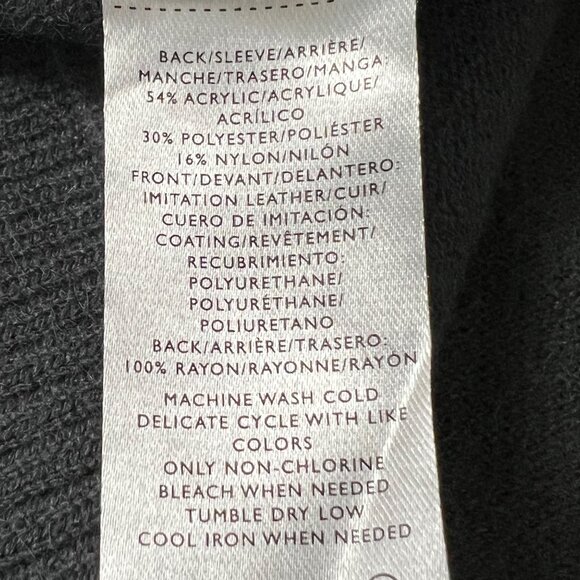 BACK/SLEEVE/ARRIÈRE/
MANCHE/TRASERO/MANGA:
54% ACRYLIC/ACRYLIQUE/
ACRÍLICO
30% POLYESTER/POLIÉSTER
16% NYLON/NILÓN
FRONT/DEVANT/DELANTERO:
IMITATION LEATHER/CUIR/
CUERO DE IMITACIÓN:
COATING/REVÊTEMENT/
RECUBRIMIENTO:
POLYURETHANE/
POLYURÉTHANE/
POLIURETANO
BACK/ARRIÈRE/TRASERO:
100% RAYON/RAYONNE/RAYÓN
MACHINE WASH COLD
DELICATE CYCLE WITH LIKE
COLORS
ONLY NON-CHLORINE
BLEACH WHEN NEEDED
TUMBLE DRY LOW
COOL IRON WHEN NEEDED